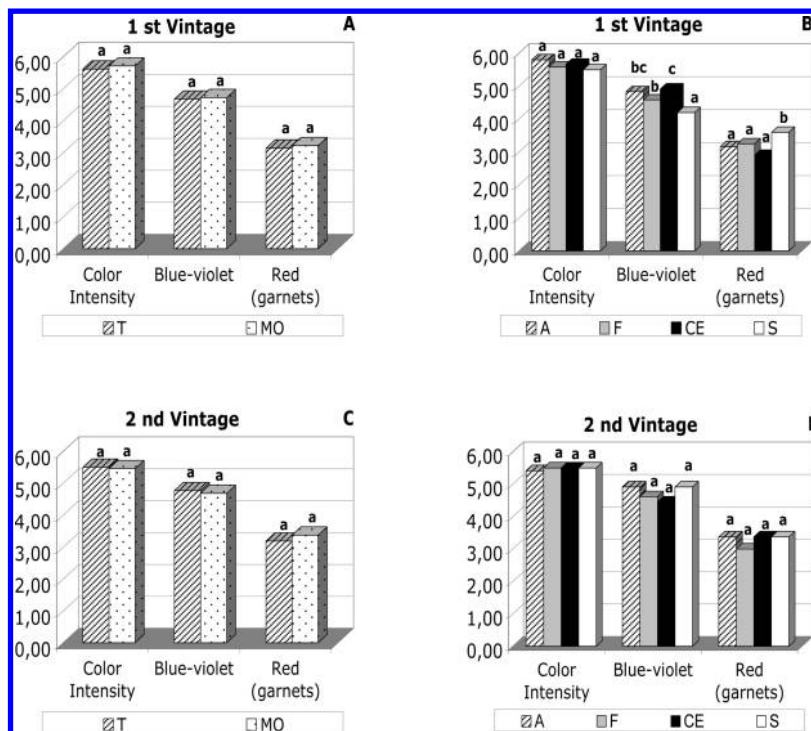 1 st Vintage A
6,00
5,00
4,00
3,00
2,00
1,00
0,00
a a
a a
a a
Color Intensity
Blue-violet
Red (garnets)
T MO
1 st Vintage B
6,00
5,00
4,00
3,00
2,00
1,00
0,00
a a a a
bc b c a
a a a b
Color Intensity
Blue-violet
Red (garnets)
A F CE S
2 nd Vintage C
6,00
5,00
4,00
3,00
2,00
1,00
0,00
a a
a a
a a
Color Intensity
Blue-violet
Red (garnets)
T MO
2 nd Vintage
6,00
5,00
4,00
3,00
2,00
1,00
0,00
a a a a
a a a a
a a a a
Color Intensity
Blue-violet
Red (garnets)
A F CE S